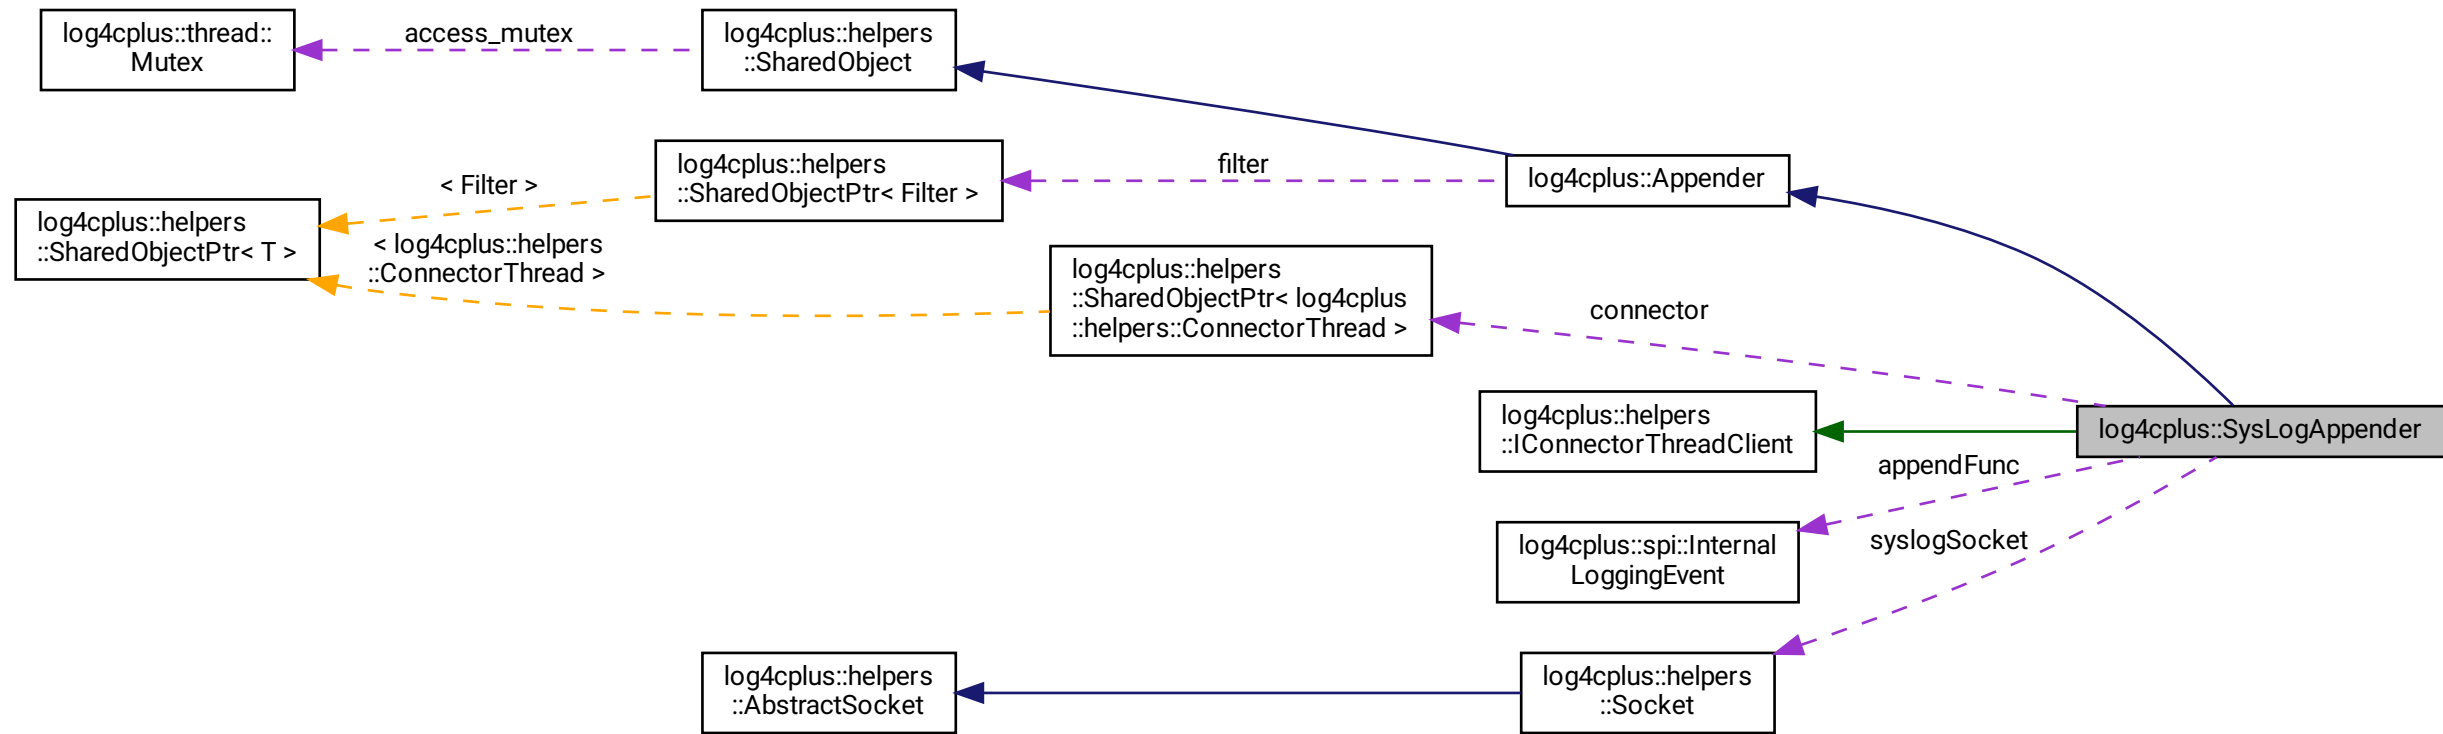 log4cplus::thread::
Mutex
access_mutex
log4cplus::helpers
::SharedObject
log4cplus::helpers
::SharedObjectPtr< T >
< Filter >
log4cplus::helpers
::SharedObjectPtr< Filter >
filter
log4cplus::Appender
< log4cplus::helpers
::ConnectorThread >
log4cplus::helpers
::SharedObjectPtr< log4cplus
::helpers::ConnectorThread >
connector
log4cplus::helpers
::IConnectorThreadClient
log4cplus::SysLogAppender
appendFunc
log4cplus::spi::Internal
LoggingEvent
syslogSocket
log4cplus::helpers
::AbstractSocket
log4cplus::helpers
::Socket